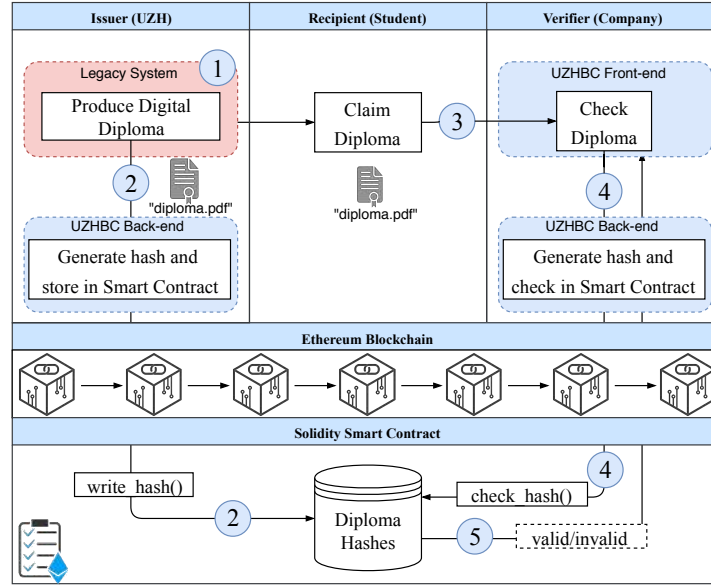 Issuer (UZH)
Recipient (Student)
Verifier (Company)
Legacy System
1
Produce Digital
Diploma
2
"diploma.pdf"
UZHBC Back-end
Generate hash and
store in Smart Contract
Claim
Diploma
"diploma.pdf"
3
UZHBC Front-end
Check
Diploma
4
UZHBC Back-end
Generate hash and
check in Smart Contract
Ethereum Blockchain
Solidity Smart Contract
write_hash()
2
Diploma
Hashes
check_hash()
4
5
valid/invalid